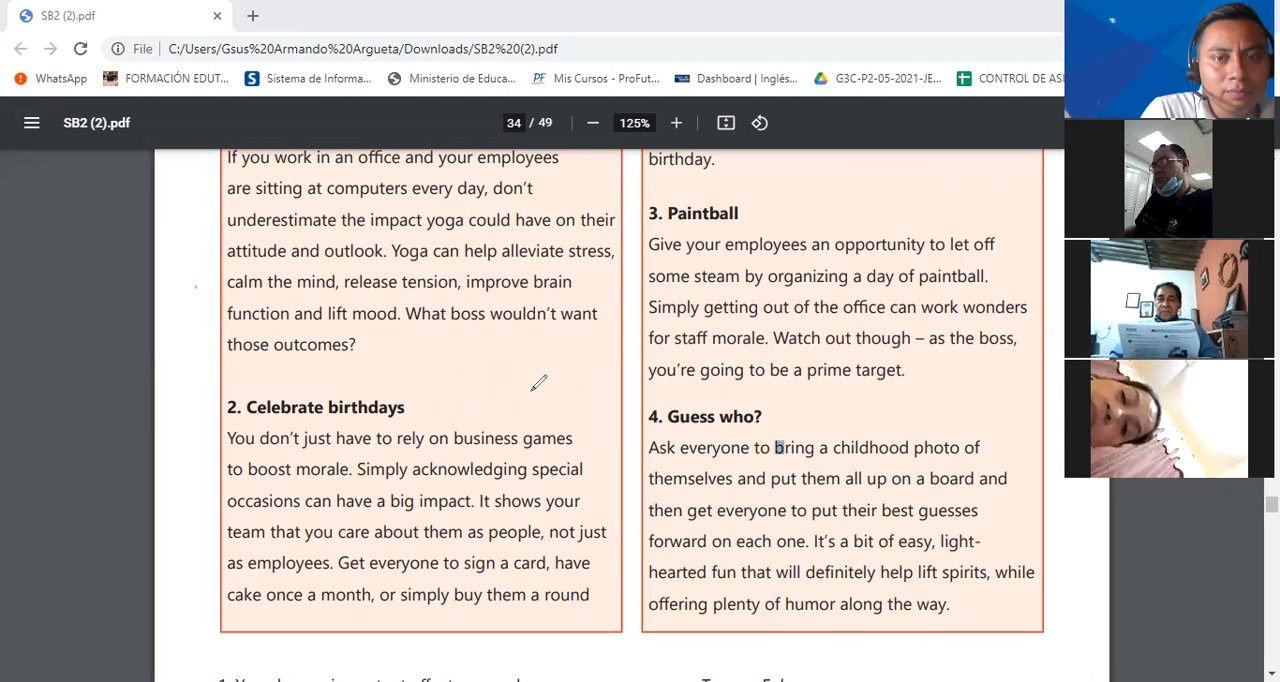 SB2 (2).pdf
File
C:/Users/Gsus%20Armando%20Argueta/Downloads/SB2%20(2).pdf
WhatsApp
FORMACIÓN EDUT...
Sistema de Informa...
Ministerio de Educa...
Mis Cursos - ProFut...
Dashboard | Inglés...
G3C-P2-05-2021-JE...
CONTROL DE ASI
SB2 (2).pdf
34 / 49
125%
If you work in an office and your employees
are sitting at computers every day, don't
underestimate the impact yoga could have on their
attitude and outlook. Yoga can help alleviate stress,
calm the mind, release tension, improve brain
function and lift mood. What boss wouldn't want
those outcomes?
2. Celebrate birthdays
You don't just have to rely on business games
to boost morale. Simply acknowledging special
occasions can have a big impact. It shows your
team that you care about them as people, not just
as employees. Get everyone to sign a card, have
cake once a month, or simply buy them a round
birthday.
3. Paintball
Give your employees an opportunity to let off
some steam by organizing a day of paintball.
Simply getting out of the office can work wonders
for staff morale. Watch out though – as the boss,
you're going to be a prime target.
4. Guess who?
Ask everyone to bring a childhood photo of
themselves and put them all up on a board and
then get everyone to put their best guesses
forward on each one. It's a bit of easy, light-
hearted fun that will definitely help lift spirits, while
offering plenty of humor along the way.